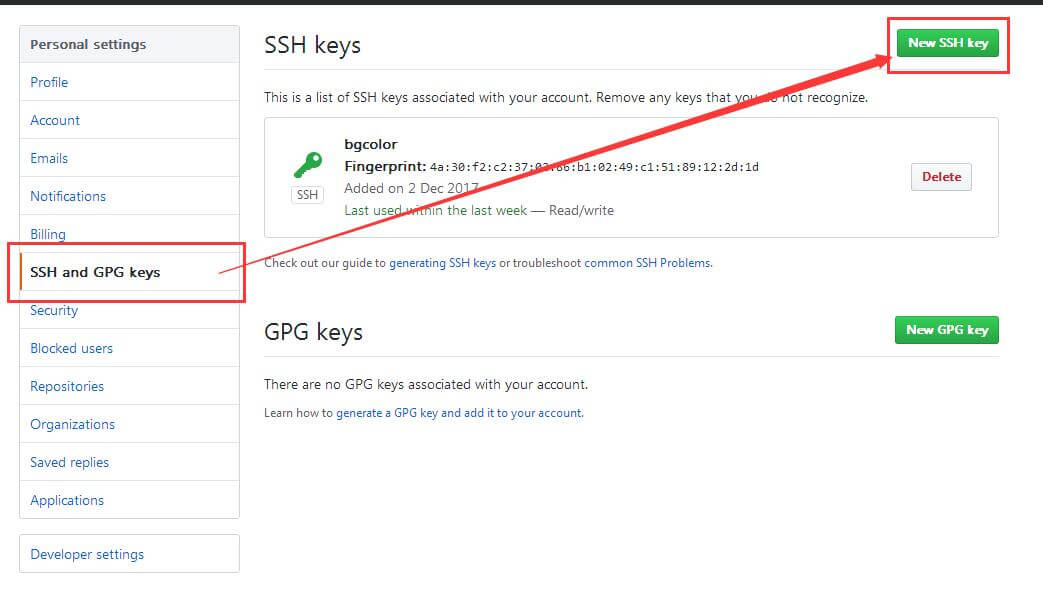 Personal settings
Profile
Account
Emails
Notifications
Billing
SSH and GPG keys
Security
Blocked users
Repositories
Organizations
Saved replies
Applications
Developer settings
SSH keys
New SSH key
This is a list of SSH keys associated with your account. Remove any keys that you do not recognize.
bgcolor
Fingerprint: 4a:30:f2:c2:37: :b1:02:49:c1:51:89:12:2d:1d
SSH
Added on 2 Dec 2017
Last used within the last week — Read/write
Delete
Check out our guide to generating SSH keys or troubleshoot common SSH Problems.
GPG keys
New GPG key
There are no GPG keys associated with your account.
Learn how to generate a GPG key and add it to your account.